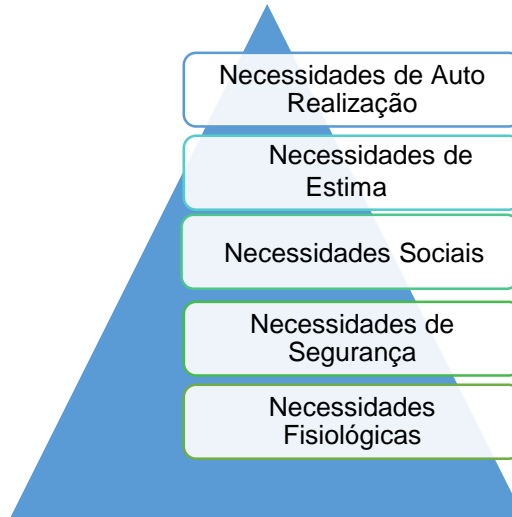 Necessidades de Auto
Realização
Necessidades de
Estima
Necessidades Sociais
Necessidades de
Segurança
Necessidades
Fisiológicas